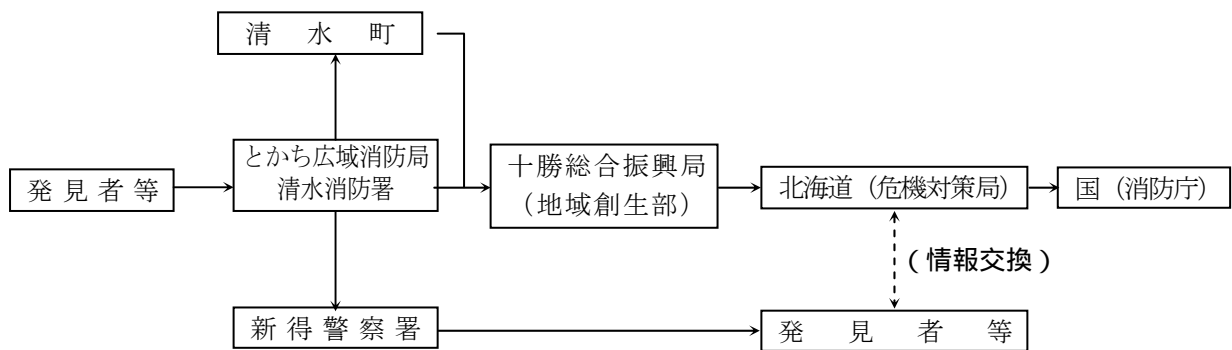 清水町
とかち広域消防局
清水消防署
発見者等
十勝総合振興局
（地域創生部）
北海道（危機対策局）
国（消防庁）
（情報交換）
新得警察署
発見者等